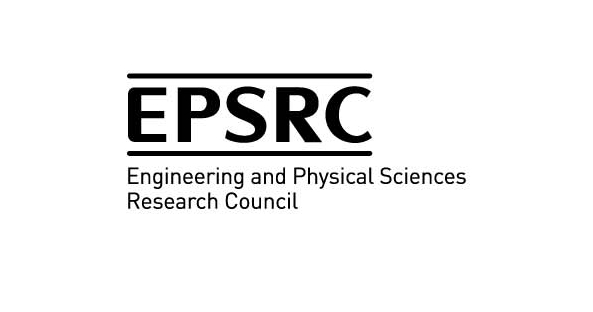 EPSRC
Engineering and Physical Sciences
Research Council